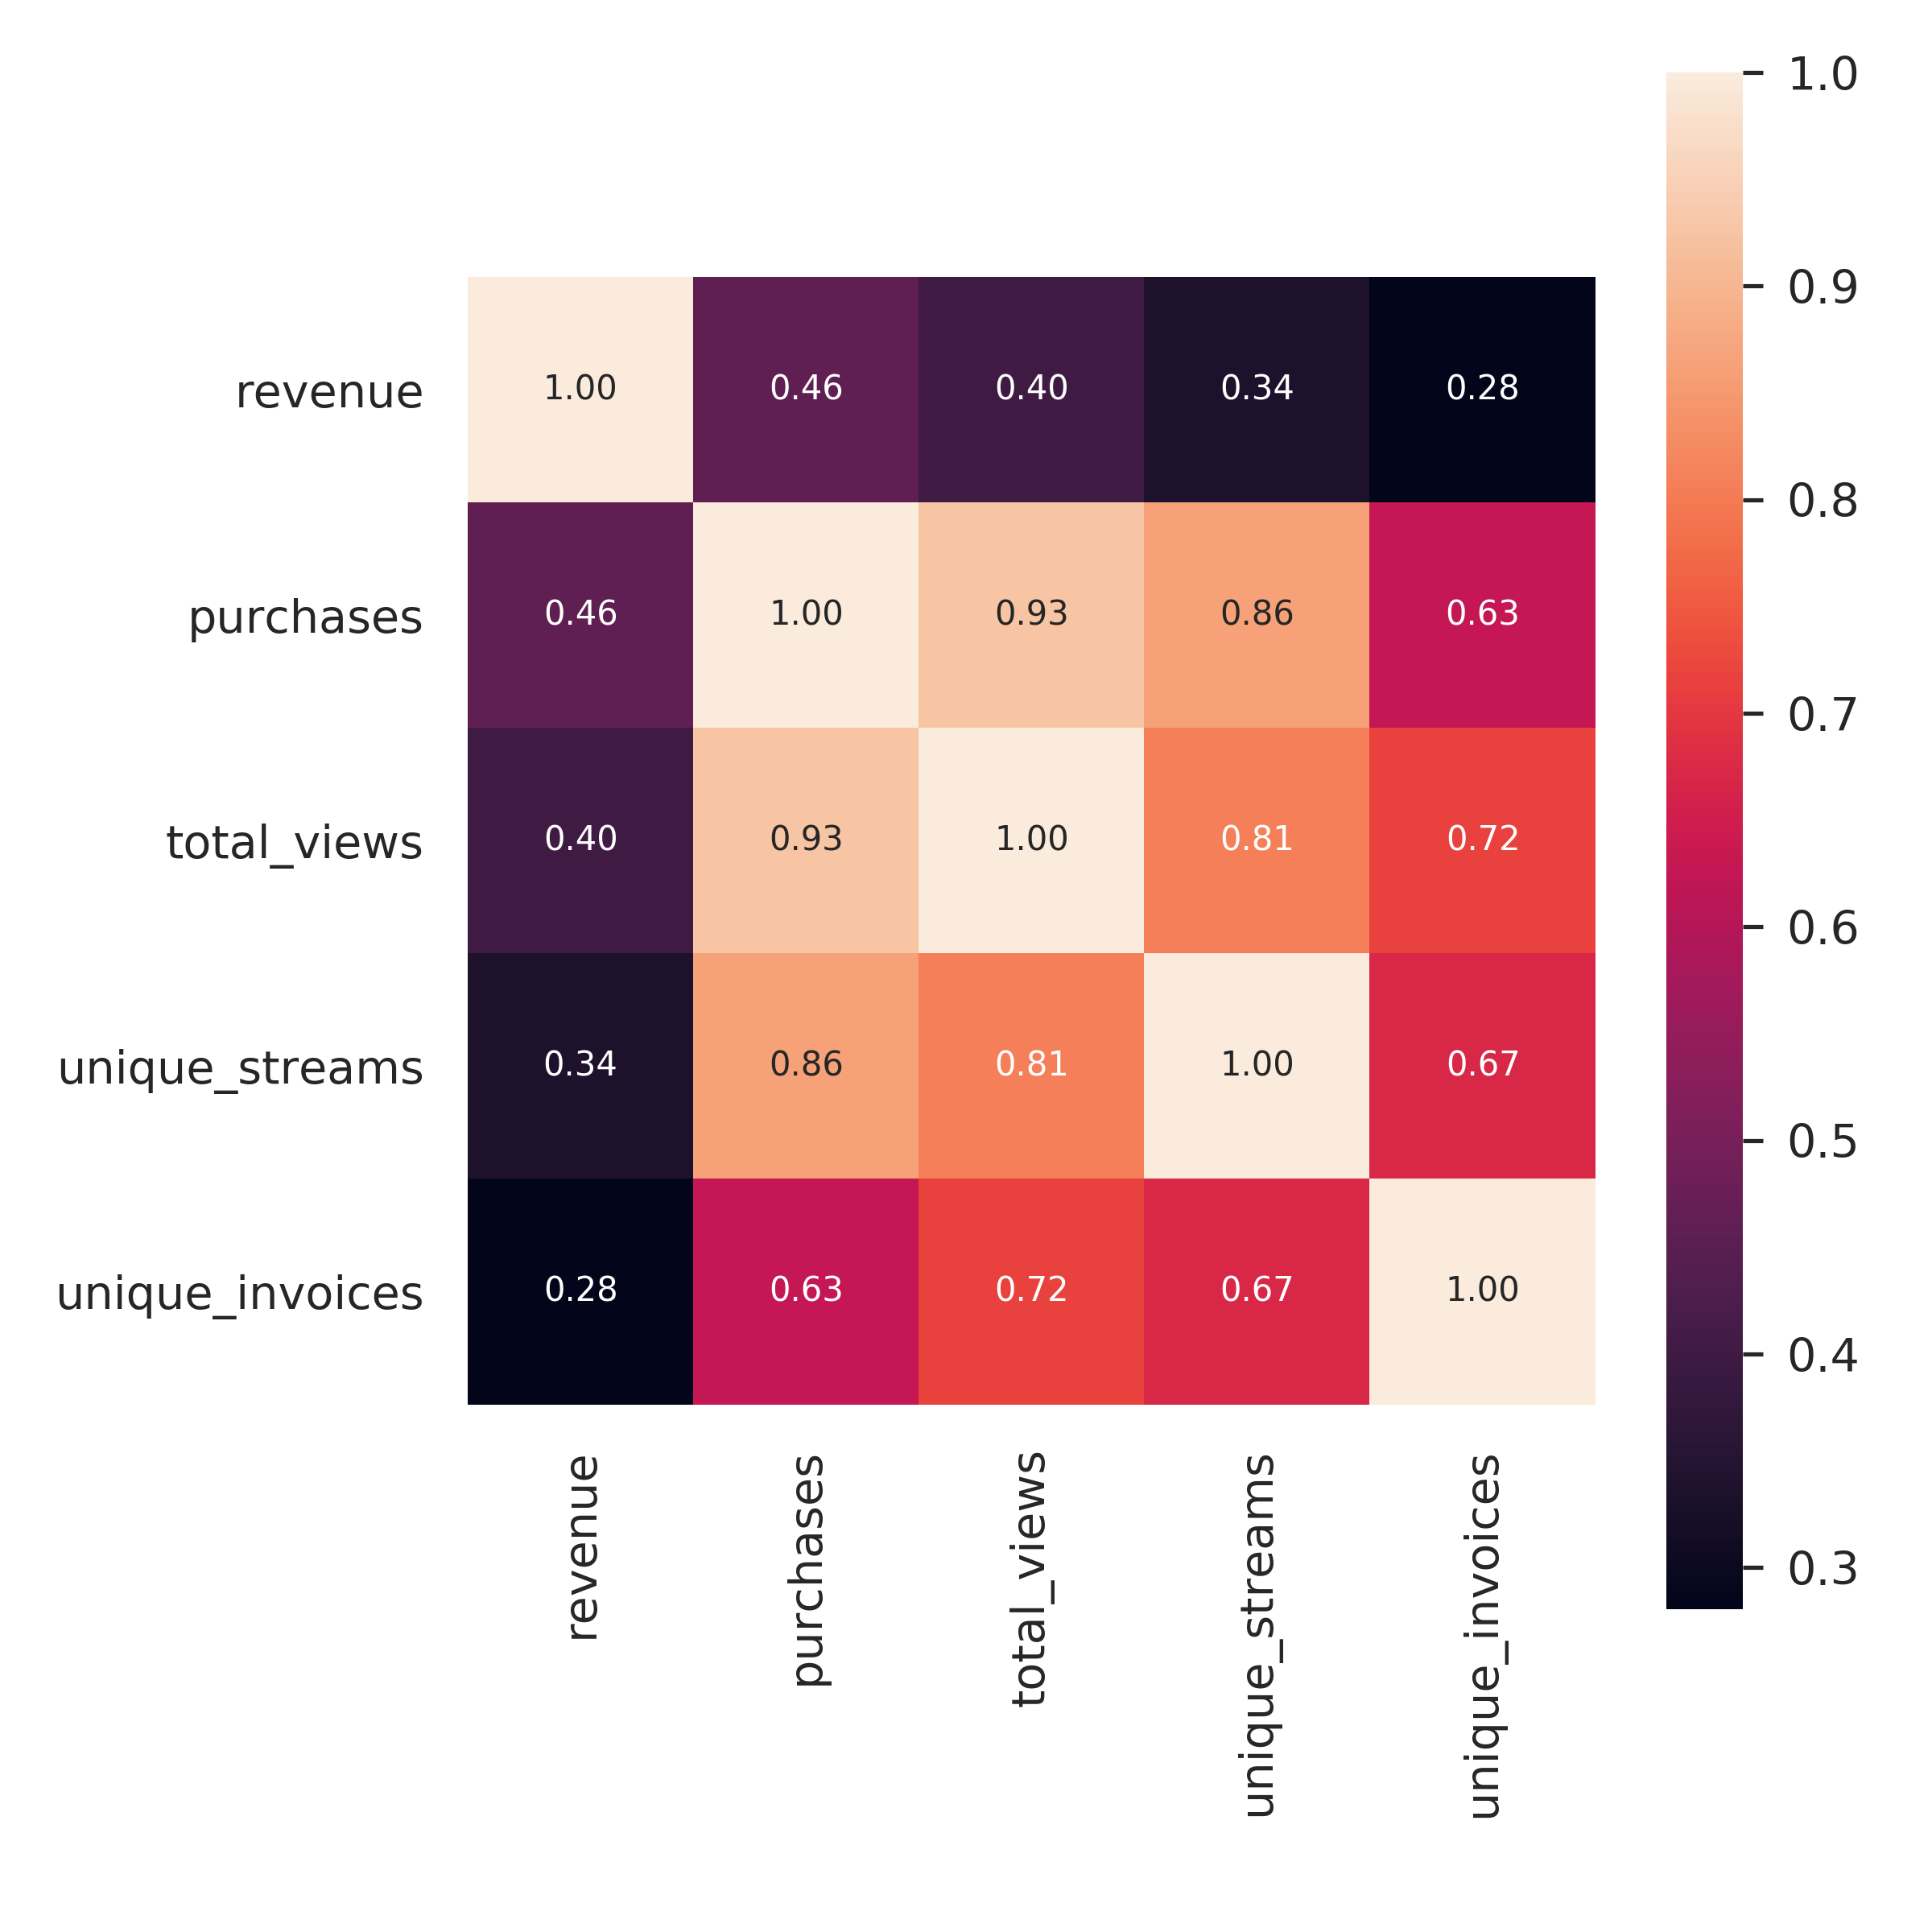 1.0
0.9
0.8
0.7
0.6
0.5
0.4
0.3
revenue 1.00 0.46 0.40 0.34 0.28
purchases 0.46 1.00 0.93 0.86 0.63
total_views 0.40 0.93 1.00 0.81 0.72
unique_streams 0.34 0.86 0.81 1.00 0.67
unique_invoices 0.28 0.63 0.72 0.67 1.00
revenue
purchases
total_views
unique_streams
unique_invoices